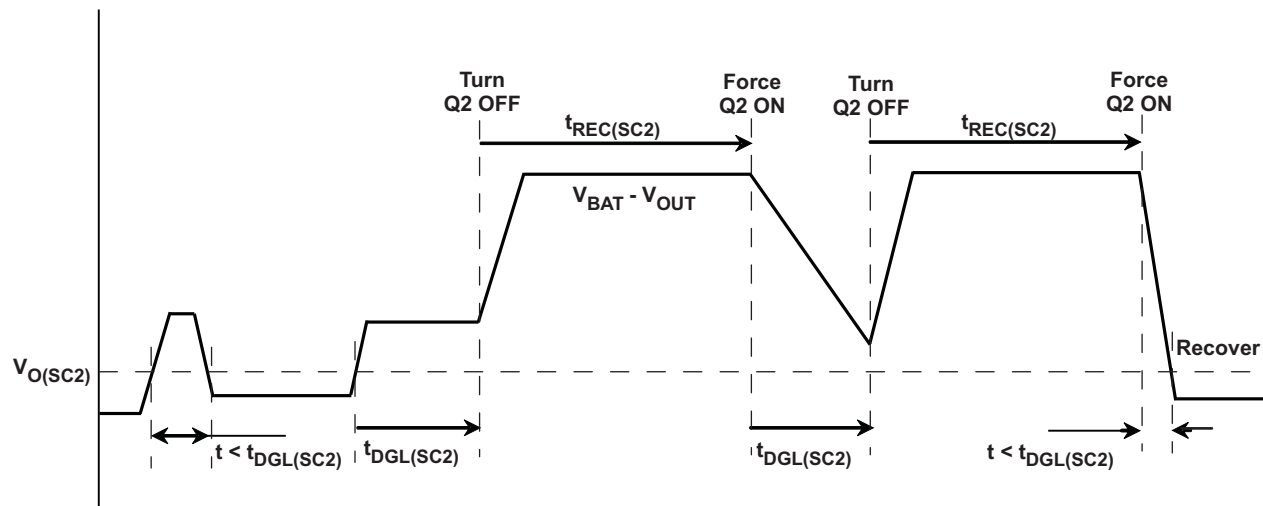 Turn
Q2 OFF
Force
Q2 ON
Turn
Q2 OFF
Force
Q2 ON
tREC(SC2)
tREC(SC2)
VBAT - VOUT
VO(SC2)
Recover
t < tDGL(SC2)
tDGL(SC2)
tDGL(SC2)
t < tDGL(SC2)